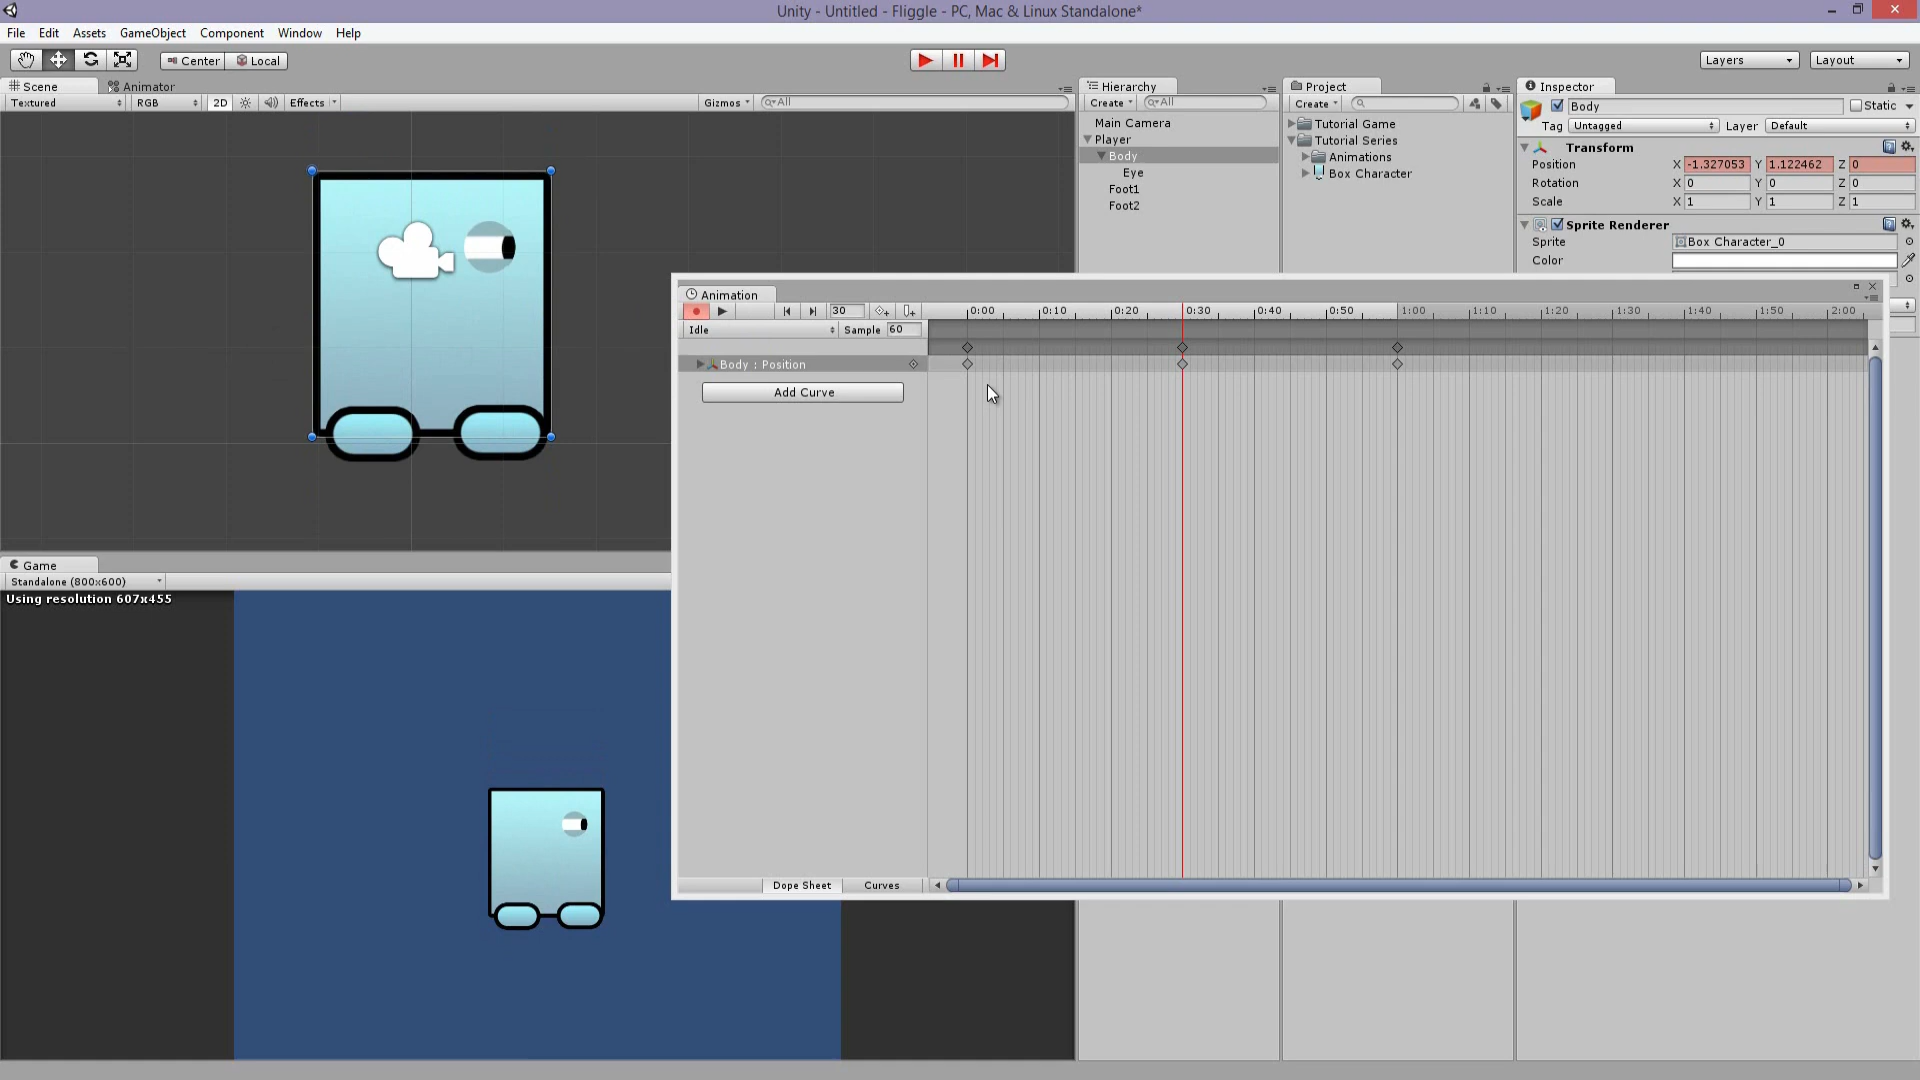 Unity - Untitled - Fliggle - PC, Mac & Linux Standalone*
File Edit Assets GameObject Component Window Help
Center Local Layers Layout
Scene Animator
Textured RGB 2D Effects Gizmos All
Hierarchy
Create All
Main Camera
Player
Body
Eye
Foot1
Foot2
Project
Create
Tutorial Game
Tutorial Series
Animations
Box Character
Inspector
Body Static
Tag Untagged Layer Default
Transform
Position X -1.327053 Y 1.122462 Z 0
Rotation X 0 Y 0 Z 0
Scale X 1 Y 1 Z 1
Sprite Renderer
Sprite Box Character_0
Color
Animation
30 0:00 0:10 0:20 0:30 0:40 0:50 1:00 1:10 1:20 1:30 1:40 1:50 2:00
Idle Sample 60
Body : Position
Add Curve
Dope Sheet Curves
Game
Standalone (800x600)
Using resolution 607x455